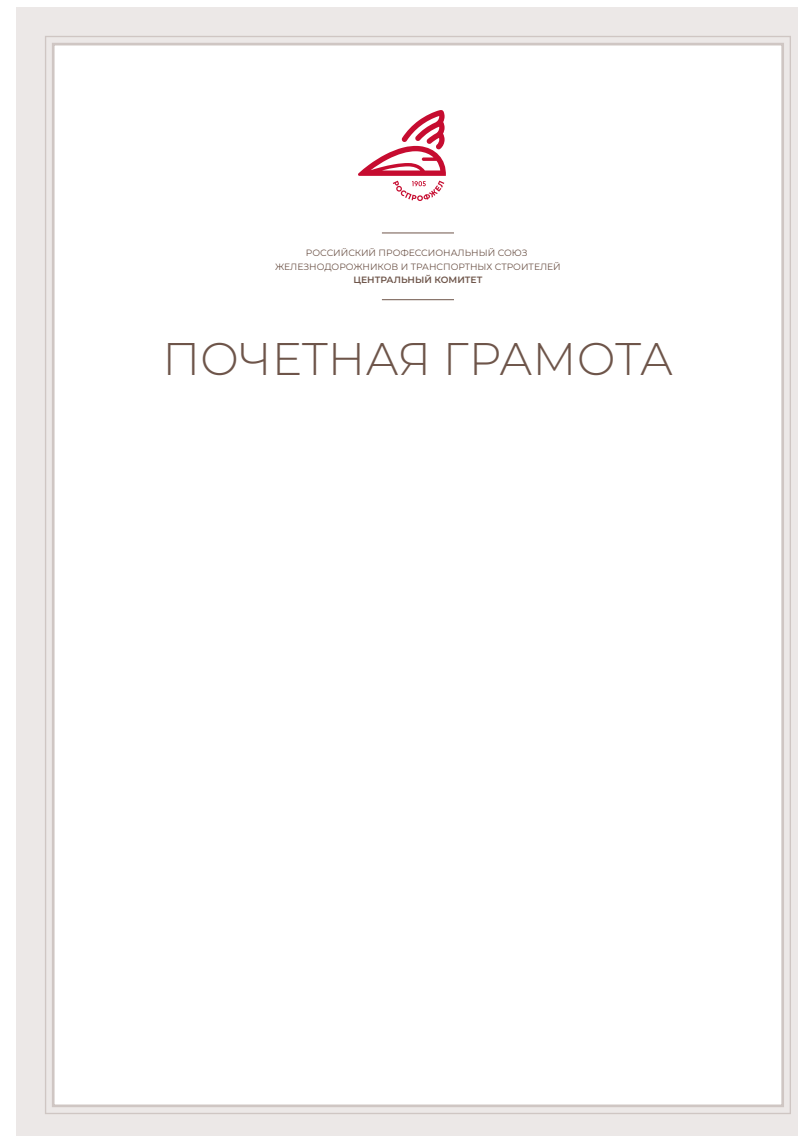 1905
РОСПРОФЖЕЛ
РОССИЙСКИЙ ПРОФЕССИОНАЛЬНЫЙ СОЮЗ
ЖЕЛЕЗНОДОРОЖНИКОВ И ТРАНСПОРТНЫХ СТРОИТЕЛЕЙ
ЦЕНТРАЛЬНЫЙ КОМИТЕТ
ПОЧЕТНАЯ ГРАМОТА